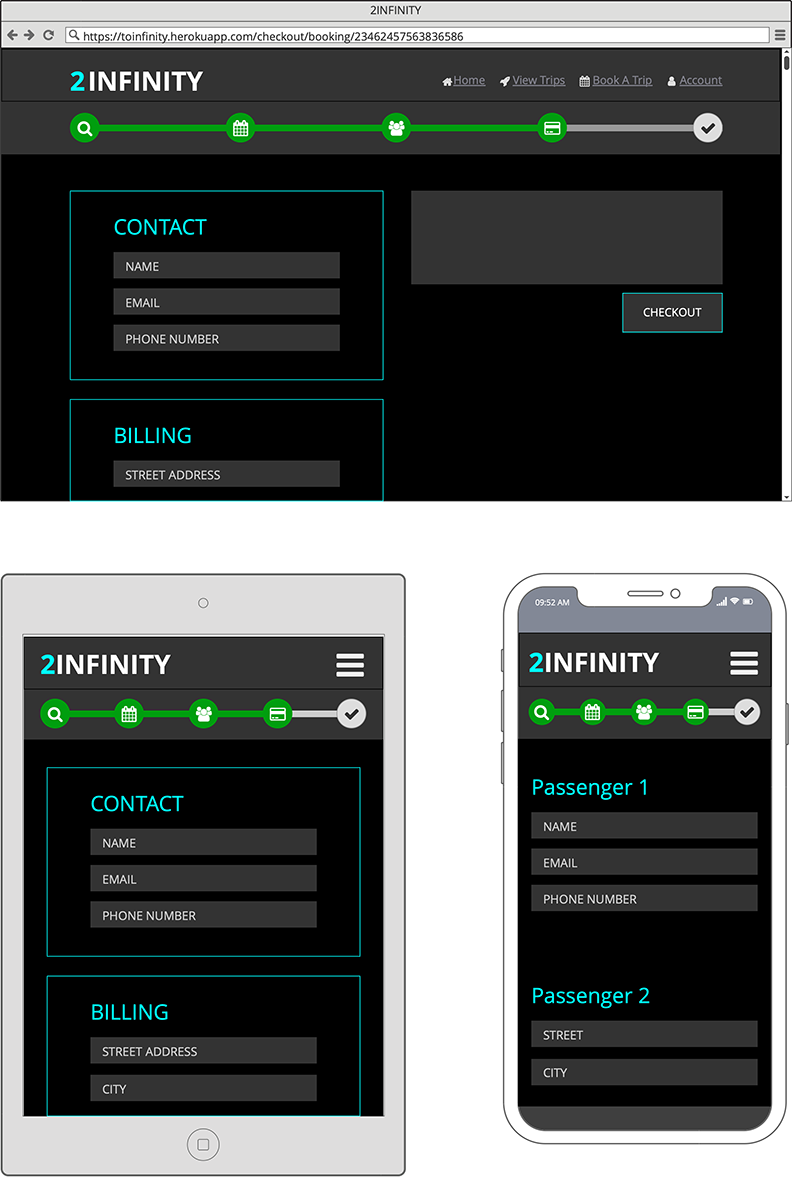 2INFINITY
https://toinfinity.herokuapp.com/checkout/booking/23462457563836586
2INFINITY Home View Trips Book A Trip Account
CONTACT
NAME
EMAIL
PHONE NUMBER
CHECKOUT
BILLING
STREET ADDRESS
2INFINITY
CONTACT
NAME
EMAIL
PHONE NUMBER
BILLING
STREET ADDRESS
CITY
09:52 AM
2INFINITY
Passenger 1
NAME
EMAIL
PHONE NUMBER
Passenger 2
STREET
CITY